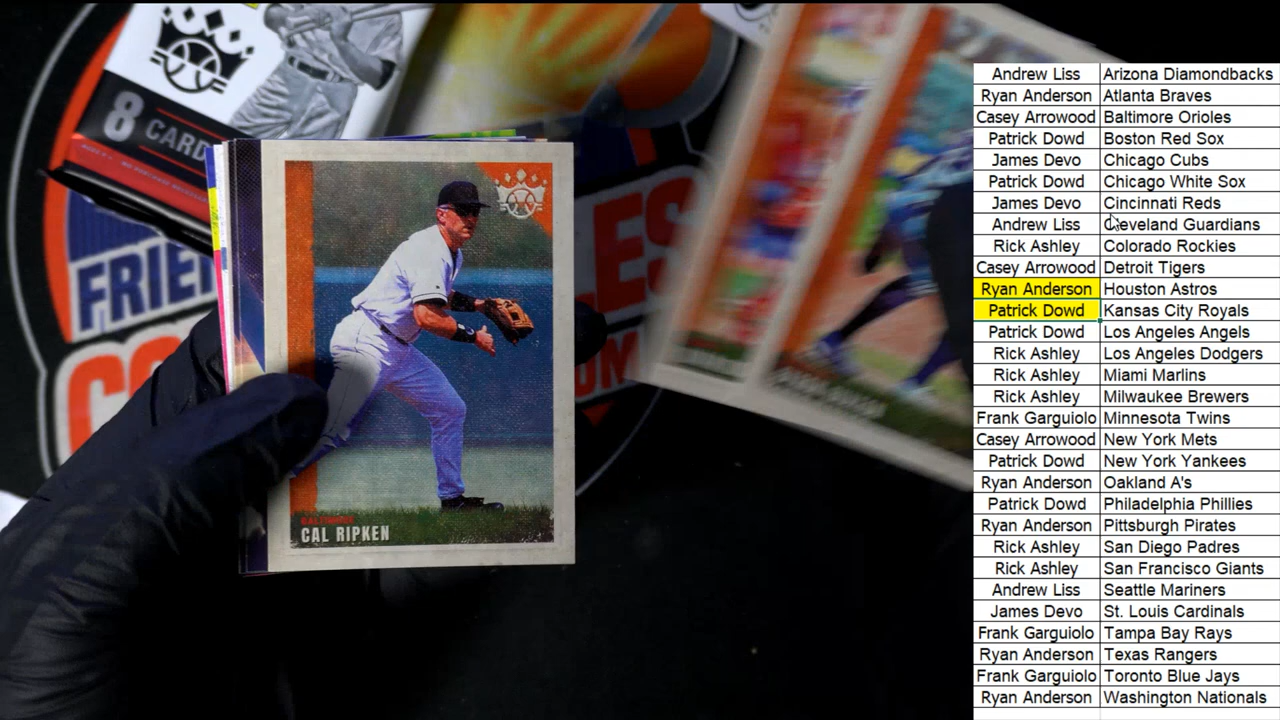 8 CARD
FRIE
ES
OM
BALTIMORE
CAL RIPKEN
Andrew Liss Arizona Diamondbacks
Ryan Anderson Atlanta Braves
Casey Arrowood Baltimore Orioles
Patrick Dowd Boston Red Sox
James Devo Chicago Cubs
Patrick Dowd Chicago White Sox
James Devo Cincinnati Reds
Andrew Liss Cleveland Guardians
Rick Ashley Colorado Rockies
Casey Arrowood Detroit Tigers
Ryan Anderson Houston Astros
Patrick Dowd Kansas City Royals
Patrick Dowd Los Angeles Angels
Rick Ashley Los Angeles Dodgers
Rick Ashley Miami Marlins
Rick Ashley Milwaukee Brewers
Frank Garguiolo Minnesota Twins
Casey Arrowood New York Mets
Patrick Dowd New York Yankees
Ryan Anderson Oakland A's
Patrick Dowd Philadelphia Phillies
Ryan Anderson Pittsburgh Pirates
Rick Ashley San Diego Padres
Rick Ashley San Francisco Giants
Andrew Liss Seattle Mariners
James Devo St. Louis Cardinals
Frank Garguiolo Tampa Bay Rays
Ryan Anderson Texas Rangers
Frank Garguiolo Toronto Blue Jays
Ryan Anderson Washington Nationals